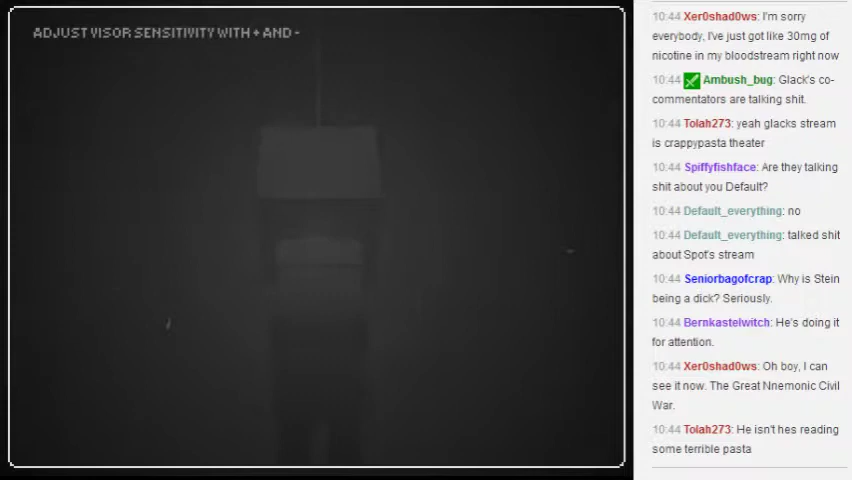 ADJUST VISOR SENSITIVITY WITH + AND -
10:44 Xer0shad0ws: I'm sorry
everybody, I've just got like 30mg of
nicotine in my bloodstream right now
10:44 Ambush_bug: Glack's co-
commentators are talking shit.
10:44 Tolah273: yeah glacks stream
is crappypasta theater
10:44 Spiffyfishface: Are they talking
shit about you Default?
10:44 Default_everything: no
10:44 Default_everything: talked shit
about Spot's stream
10:44 Seniorbagofcrap: Why is Stein
being a dick? Seriously.
10:44 Bernkastelwitch: He's doing it
for attention.
10:44 Xer0shad0ws: Oh boy, I can
see it now. The Great Nnemonic Civil
War.
10:44 Tolah273: He isn't hes reading
some terrible pasta